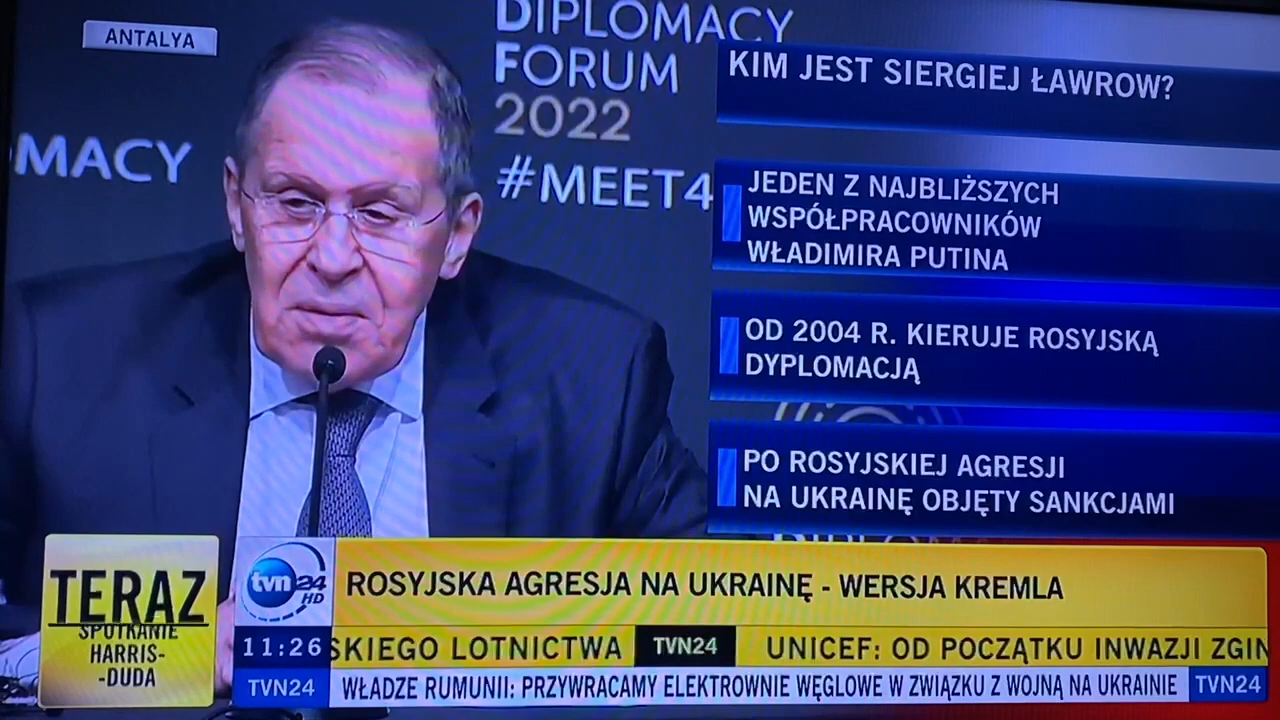 ANTALYA
DIPLOMACY
FORUM
2022
#MEET4
MACY
KIM JEST SIERGIEJ ŁAWROW?
JEDEN Z NAJBLIŻSZYCH
WSPÓŁPRACOWNIKÓW
WŁADIMIRA PUTINA
OD 2004 R. KIERUJE ROSYJSKĄ
DYPLOMACJĄ
PO ROSYJSKIEJ AGRESJI
NA UKRAINĘ OBJĘTY SANKCJAMI
TERAZ
SPOTKANIE
HARRIS-
-DUDA
tvn24
HD
ROSYJSKA AGRESJA NA UKRAINĘ - WERSJA KREMLA
11:26
SKIEGO LOTNICTWA TVN24 UNICEF: OD POCZĄTKU INWAZJI ZGIN
TVN24 WŁADZE RUMUNII: PRZYWRACAMY ELEKTROWNIE WĘGLOWE W ZWIĄZKU Z WOJNĄ NA UKRAINIE TVN24